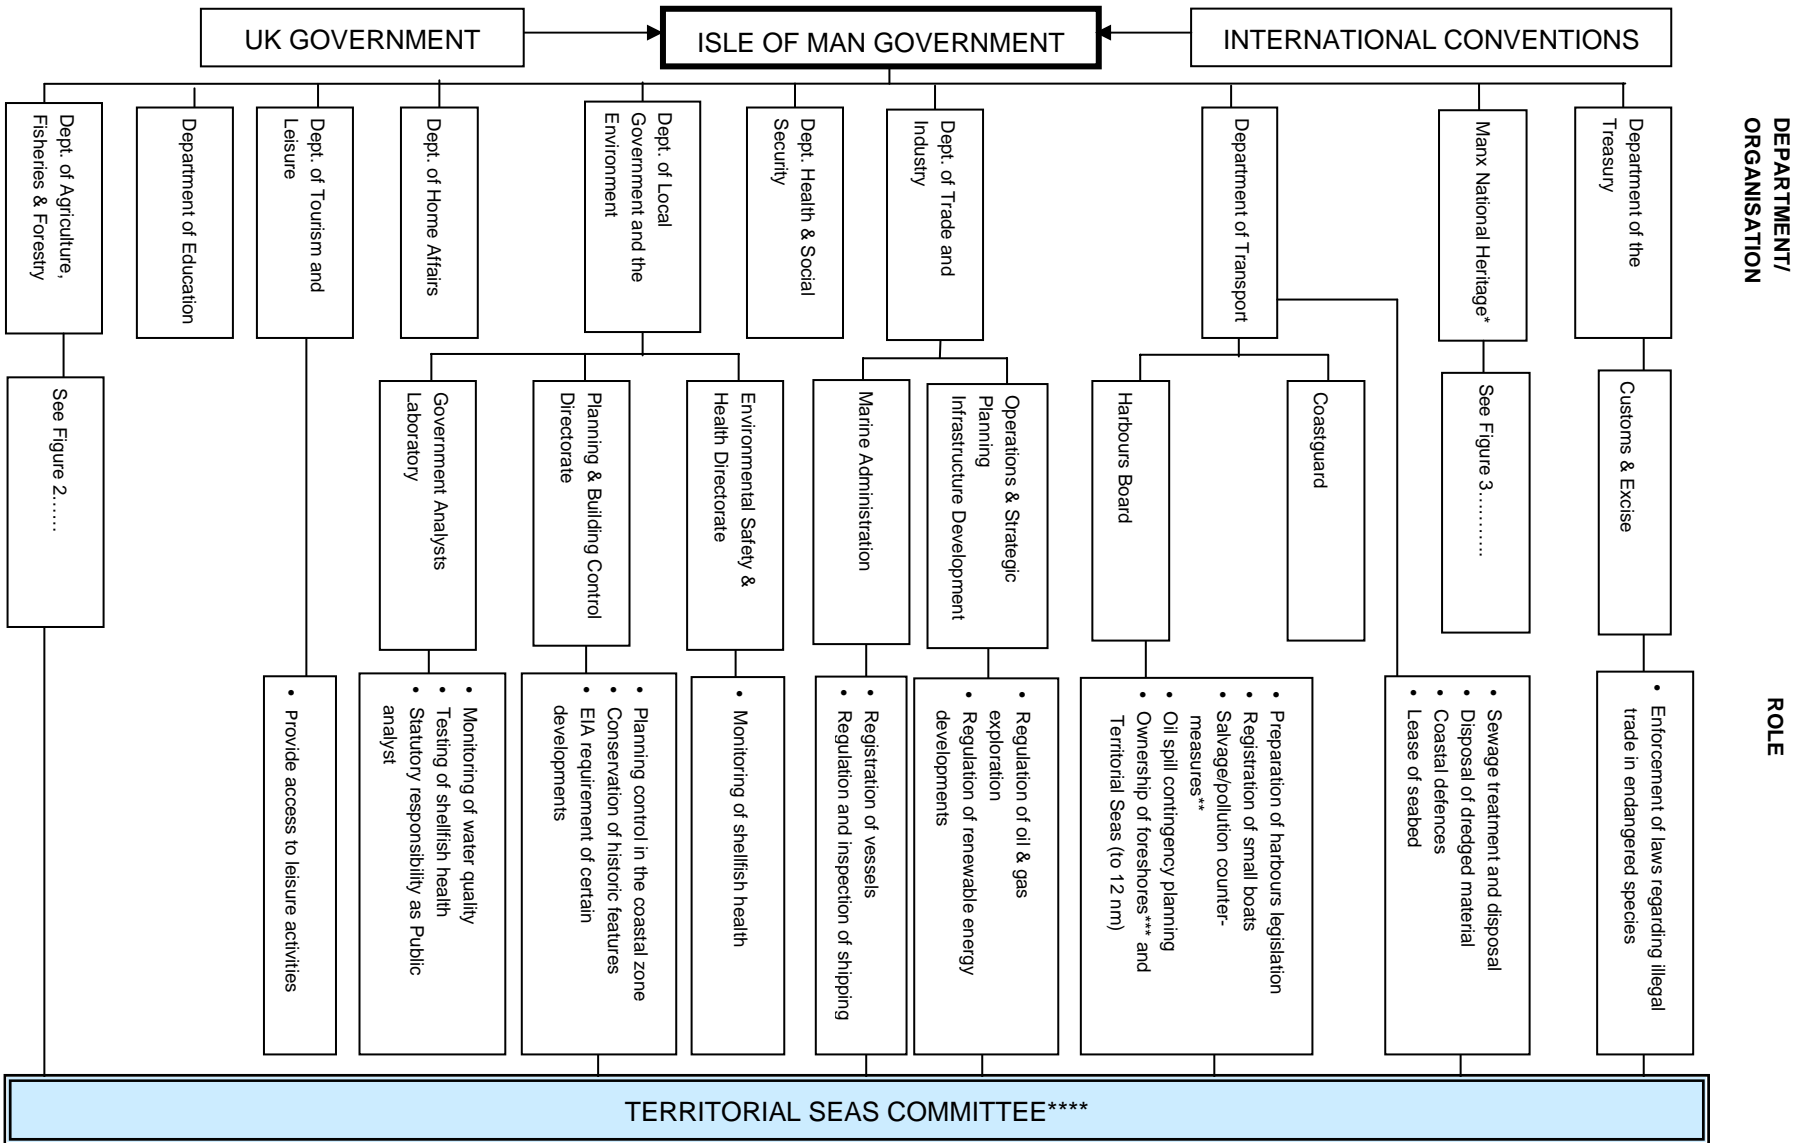 UK GOVERNMENT
ISLE OF MAN GOVERNMENT
INTERNATIONAL CONVENTIONS
DEPARTMENT/
ORGANISATION
Dept. of Agriculture,
Fisheries & Forestry
Department of Education
Dept. of Tourism and
Leisure
Dept. of Home Affairs
Dept. of Local
Government and the
Environment
Dept. Health & Social
Security
Dept. of Trade and
Industry
Department of Transport
Manx National Heritage*
Department of the
Treasury
See Figure 2……
Government Analysts
Laboratory
Planning & Building Control
Directorate
Environmental Safety &
Health Directorate
Marine Administration
Operations & Strategic
Planning
Infrastructure Development
Harbours Board
Coastguard
See Figure 3……….
Customs & Excise
ROLE
• Provide access to leisure activities
• Monitoring of water quality
• Testing of shellfish health
• Statutory responsibility as Public
analyst
• Planning control in the coastal zone
• Conservation of historic features
• EIA requirement of certain
developments
• Monitoring of shellfish health
• Registration of vessels
• Regulation and inspection of shipping
• Regulation of oil & gas
exploration
• Regulation of renewable energy
developments
• Preparation of harbours legislation
• Registration of small boats
• Salvage/pollution counter-
measures**
• Oil spill contingency planning
• Ownership of foreshores*** and
Territorial Seas (to 12 nm)
• Sewage treatment and disposal
• Disposal of dredged material
• Coastal defences
• Lease of seabed
• Enforcement of laws regarding illegal
trade in endangered species
TERRITORIAL SEAS COMMITTEE****